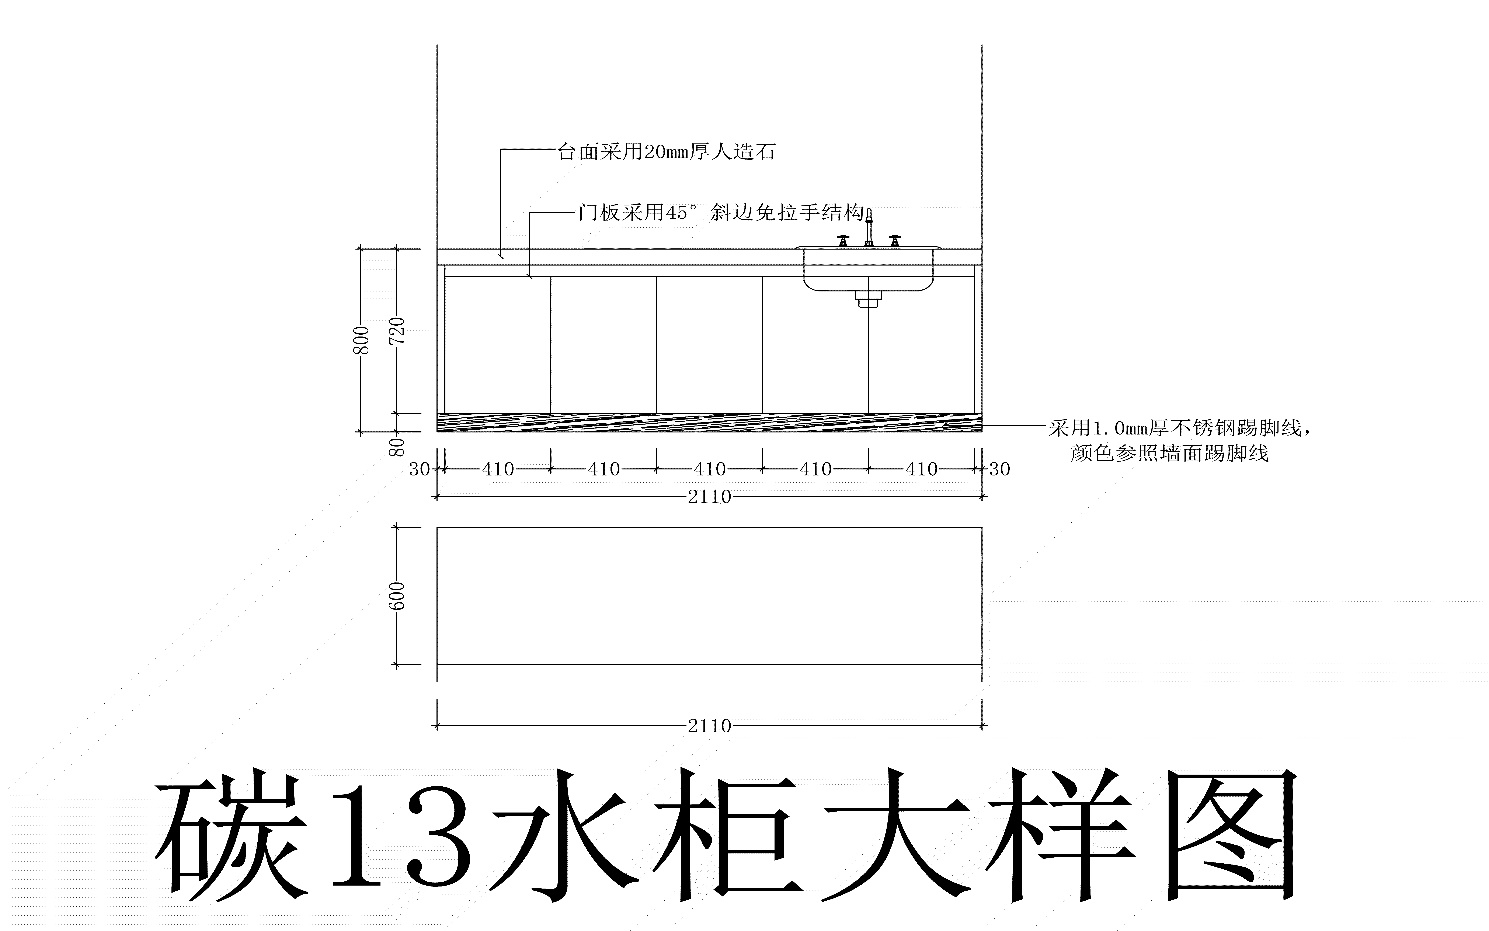 台面采用20mm厚人造石
门板采用45°斜边免拉手结构
800
720
80
采用1.0mm厚不锈钢踢脚线,
颜色参照墙面踢脚线
30 410 410 410 410 410 30
2110
600
2110
碳13水柜大样图